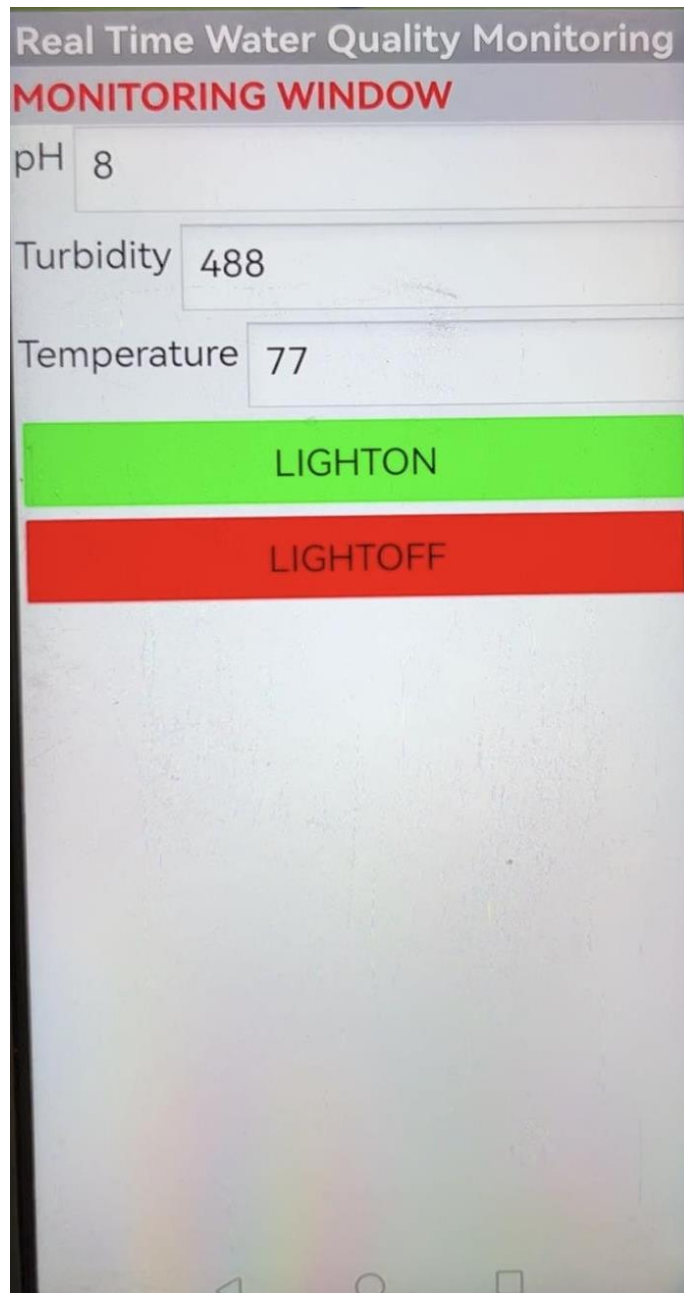 Real Time Water Quality Monitoring
MONITORING WINDOW
pH 8
Turbidity 488
Temperature 77
LIGHTON
LIGHTOFF